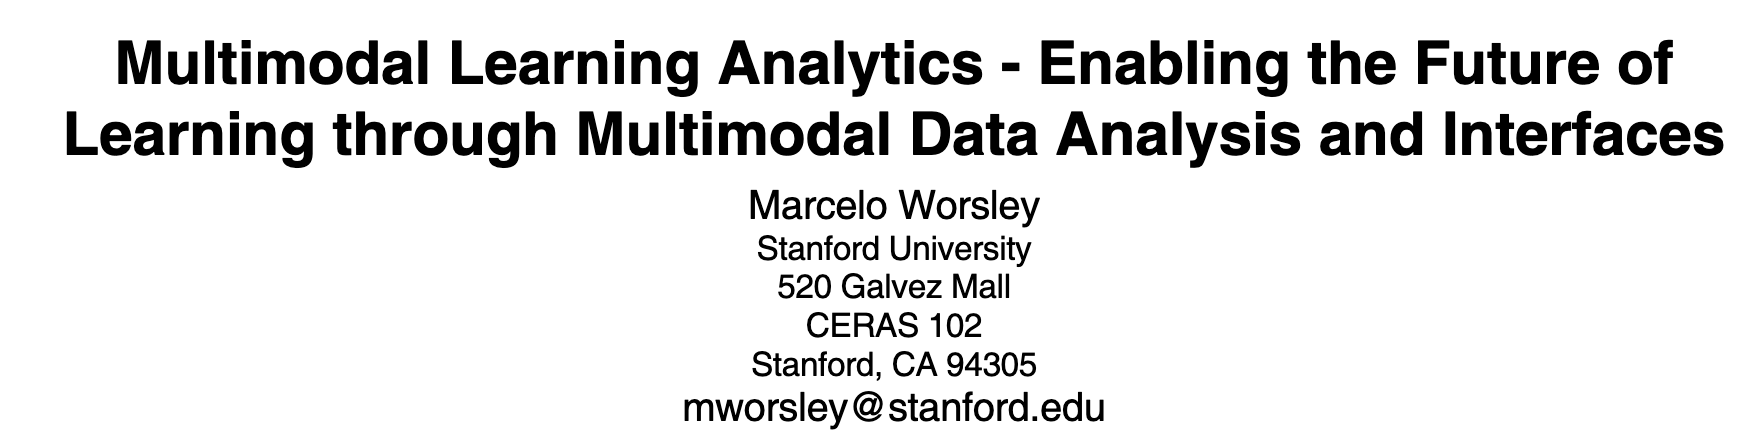 Multimodal Learning Analytics - Enabling the Future of
Learning through Multimodal Data Analysis and Interfaces
Marcelo Worsley
Stanford University
520 Galvez Mall
CERAS 102
Stanford, CA 94305
mworsley@stanford.edu